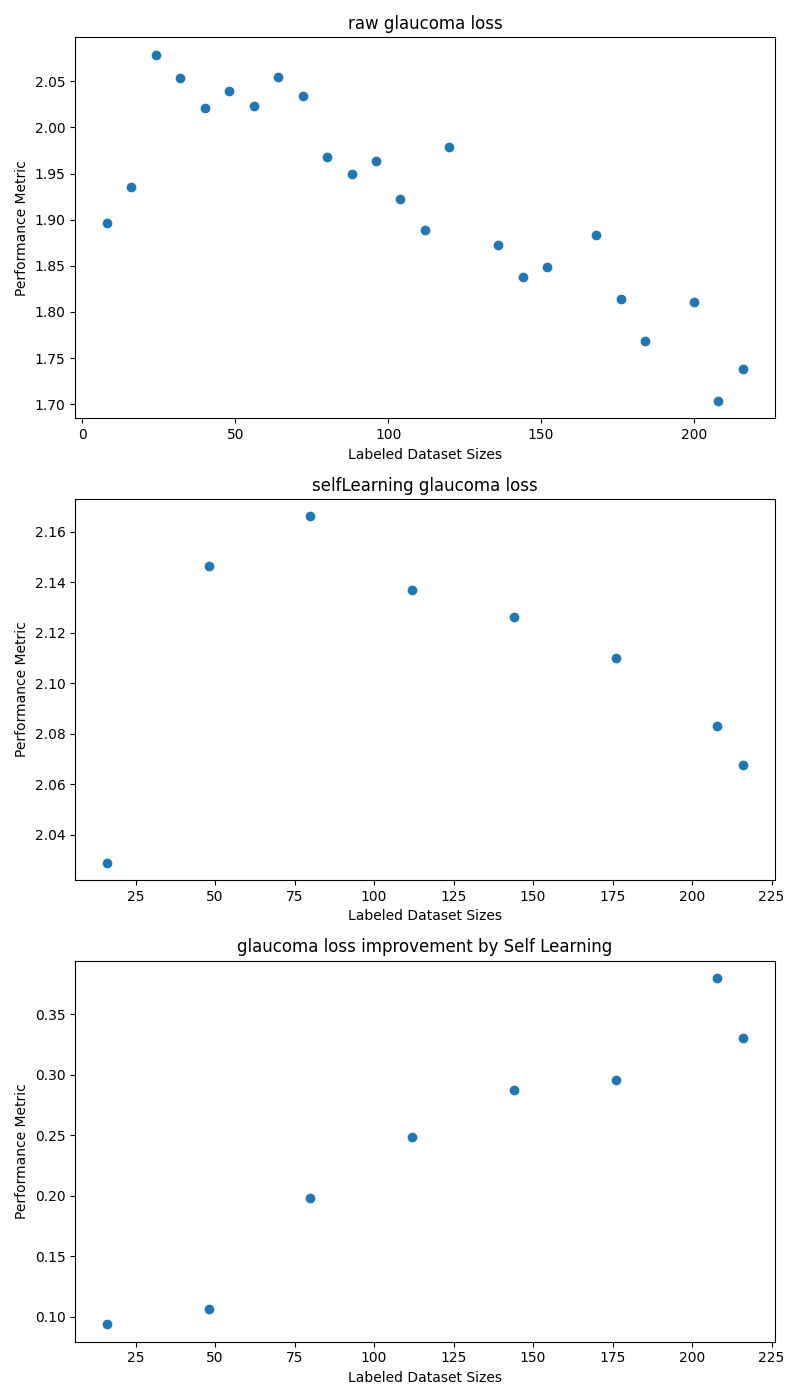 raw glaucoma loss
Performance Metric
2.05
2.00
1.95
1.90
1.85
1.80
1.75
1.70
0 50 100 150 200
Labeled Dataset Sizes
selfLearning glaucoma loss
Performance Metric
2.16
2.14
2.12
2.10
2.08
2.06
2.04
25 50 75 100 125 150 175 200 225
Labeled Dataset Sizes
glaucoma loss improvement by Self Learning
Performance Metric
0.35
0.30
0.25
0.20
0.15
0.10
25 50 75 100 125 150 175 200 225
Labeled Dataset Sizes